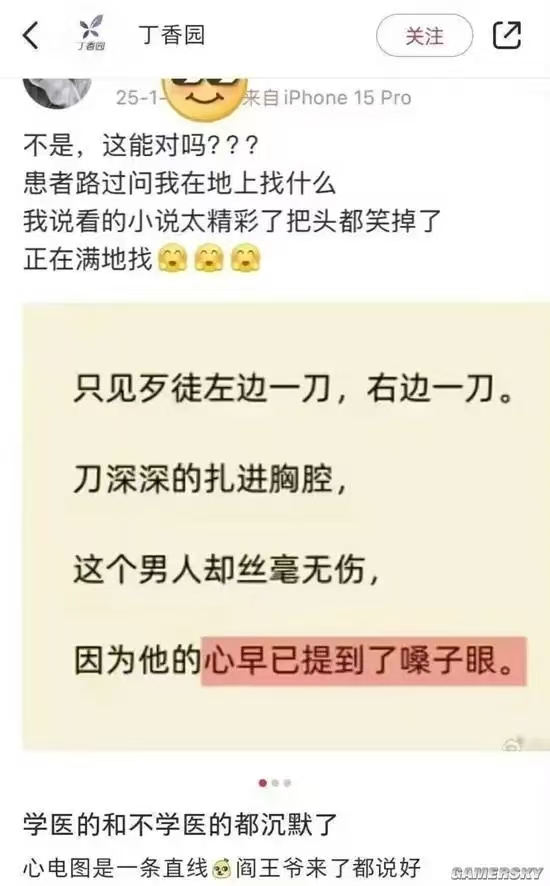 丁香园
丁香园
关注
25-1-
来自iPhone 15 Pro
不是，这能对吗???
患者路过问我在地上找什么
我说看的小说太精彩了把头都笑掉了
正在满地找🤗🤗🤗
只见歹徒左边一刀，右边一刀。
刀深深的扎进胸腔，
这个男人却丝毫无伤，
因为他的心早已提到了嗓子眼。
学医的和不学医的都沉默了
心电图是一条直线 阎王爷来了都说好
GAMERSKY